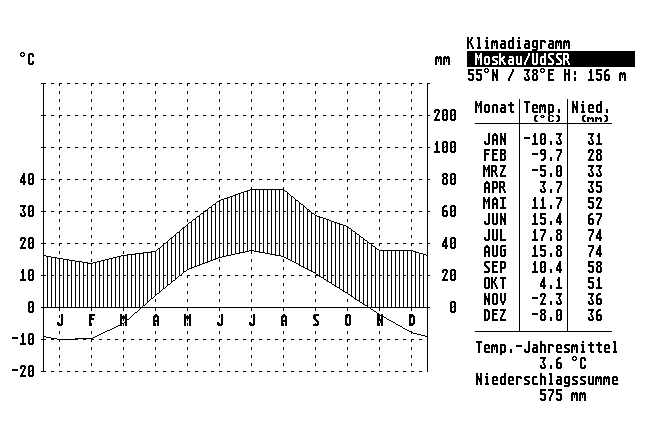 °C
mm
200
100
40 80
30 60
20 40
10 20
0 0
J F M A M J J A S O N D
-10
-20
Klimadiagramm
Moskau/UdSSR
55°N / 38°E H: 156 m
Monat Temp. Nied.
(°C) (mm)
JAN -10.3 31
FEB -9.7 28
MRZ -5.0 33
APR 3.7 35
MAI 11.7 52
JUN 15.4 67
JUL 17.8 74
AUG 15.8 74
SEP 10.4 58
OKT 4.1 51
NOV -2.3 36
DEZ -8.0 36
Temp.-Jahresmittel
3.6 °C
Niederschlagssumme
575 mm